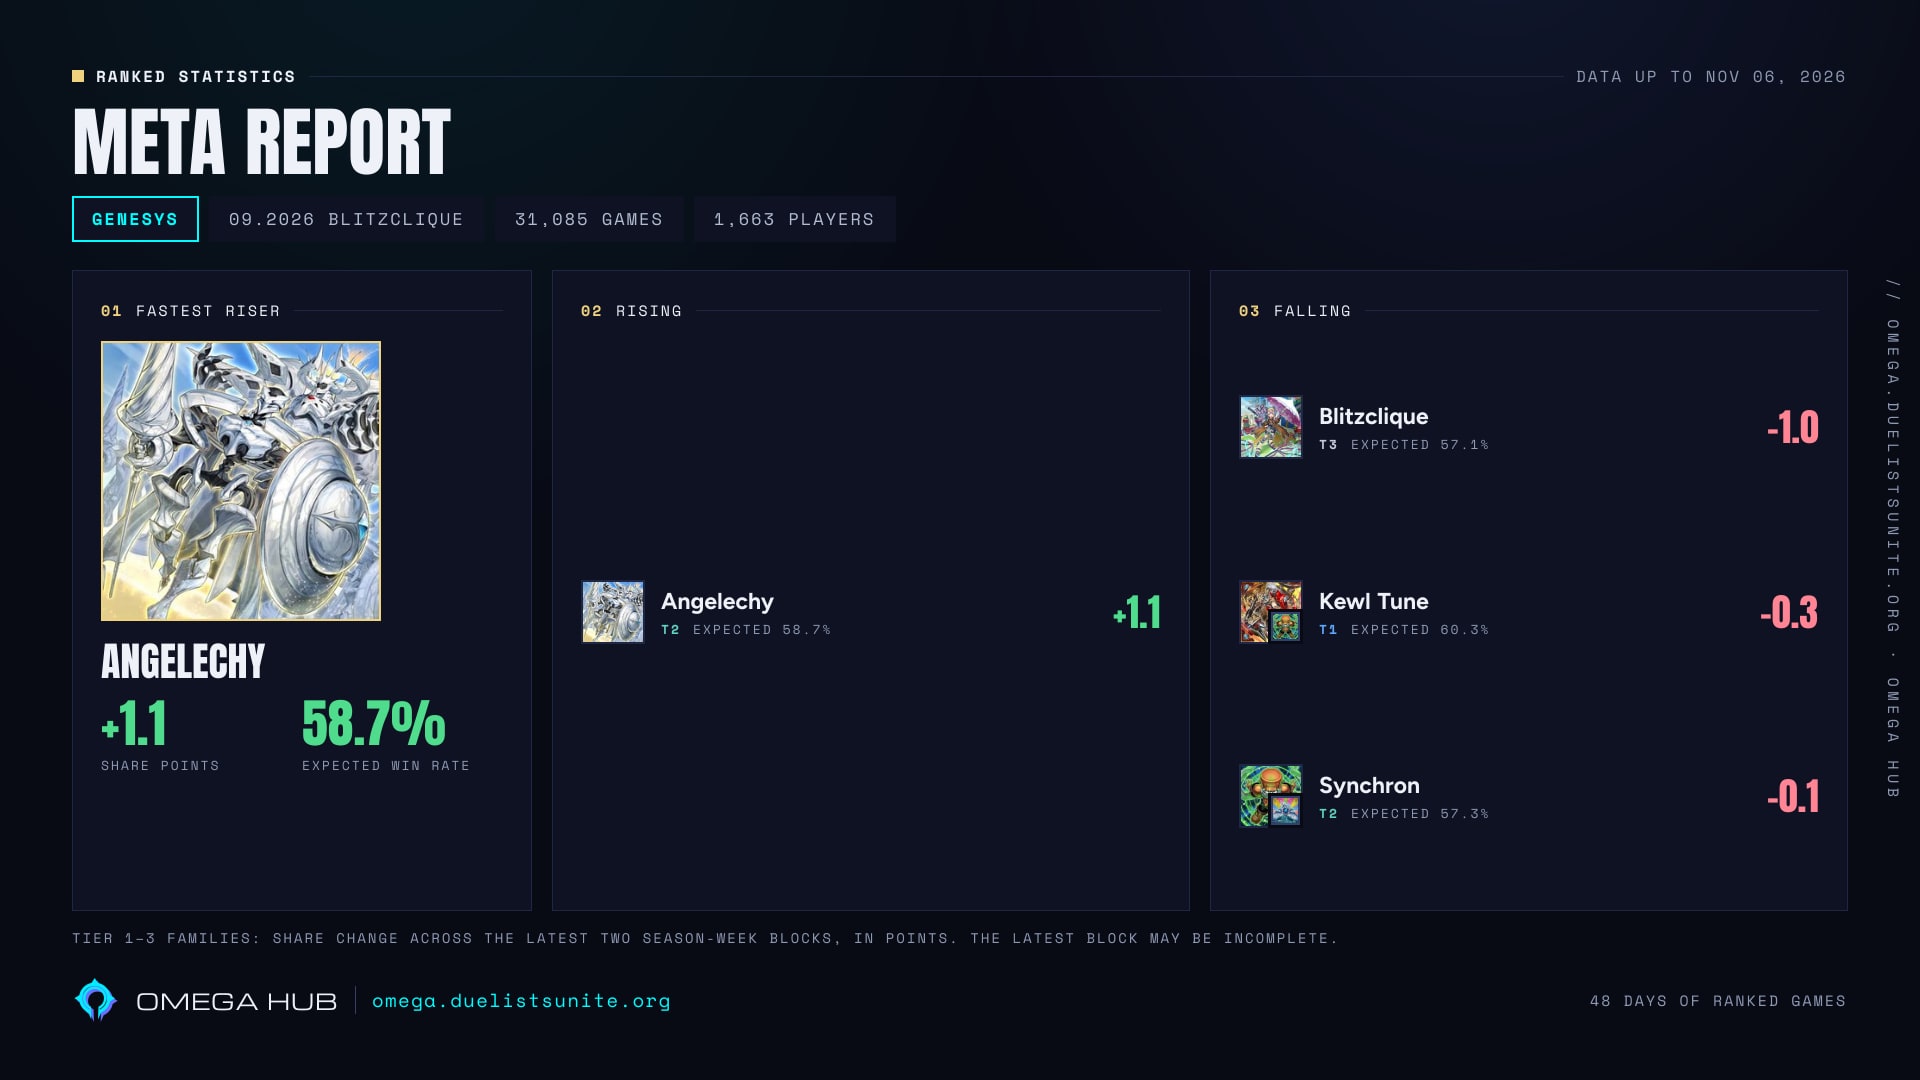 RANKED STATISTICS
DATA UP TO NOV 06, 2026
META REPORT
GENESYS
09.2026 BLITZCLIQUE
31,085 GAMES
1,663 PLAYERS
01 FASTEST RISER
ANGELECHY
+1.1
SHARE POINTS
58.7%
EXPECTED WIN RATE
02 RISING
Angelechy
T2 EXPECTED 58.7%
+1.1
03 FALLING
Blitzclique
T3 EXPECTED 57.1%
-1.0
Kewl Tune
T1 EXPECTED 60.3%
-0.3
Synchron
T2 EXPECTED 57.3%
-0.1
// OMEGA.DUELISTSUNITE.ORG · OMEGA HUB
TIER 1–3 FAMILIES: SHARE CHANGE ACROSS THE LATEST TWO SEASON-WEEK BLOCKS, IN POINTS. THE LATEST BLOCK MAY BE INCOMPLETE.
OMEGA HUB
omega.duelistsunite.org
48 DAYS OF RANKED GAMES